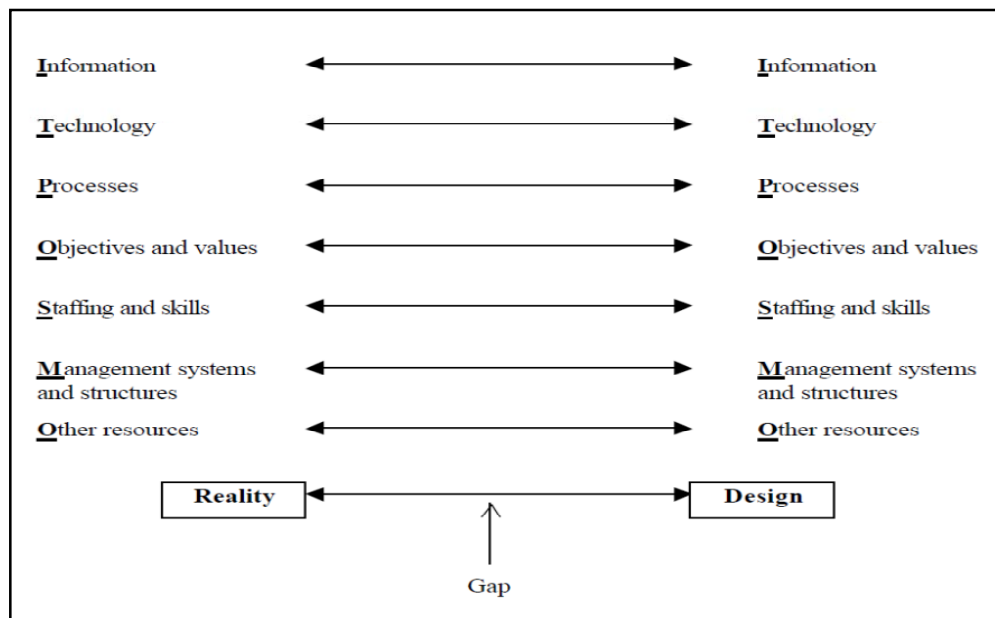 Information Information
Technology Technology
Processes Processes
Objectives and values Objectives and values
Staffing and skills Staffing and skills
Management systems Management systems
and structures and structures
Other resources Other resources
Reality Design
Gap